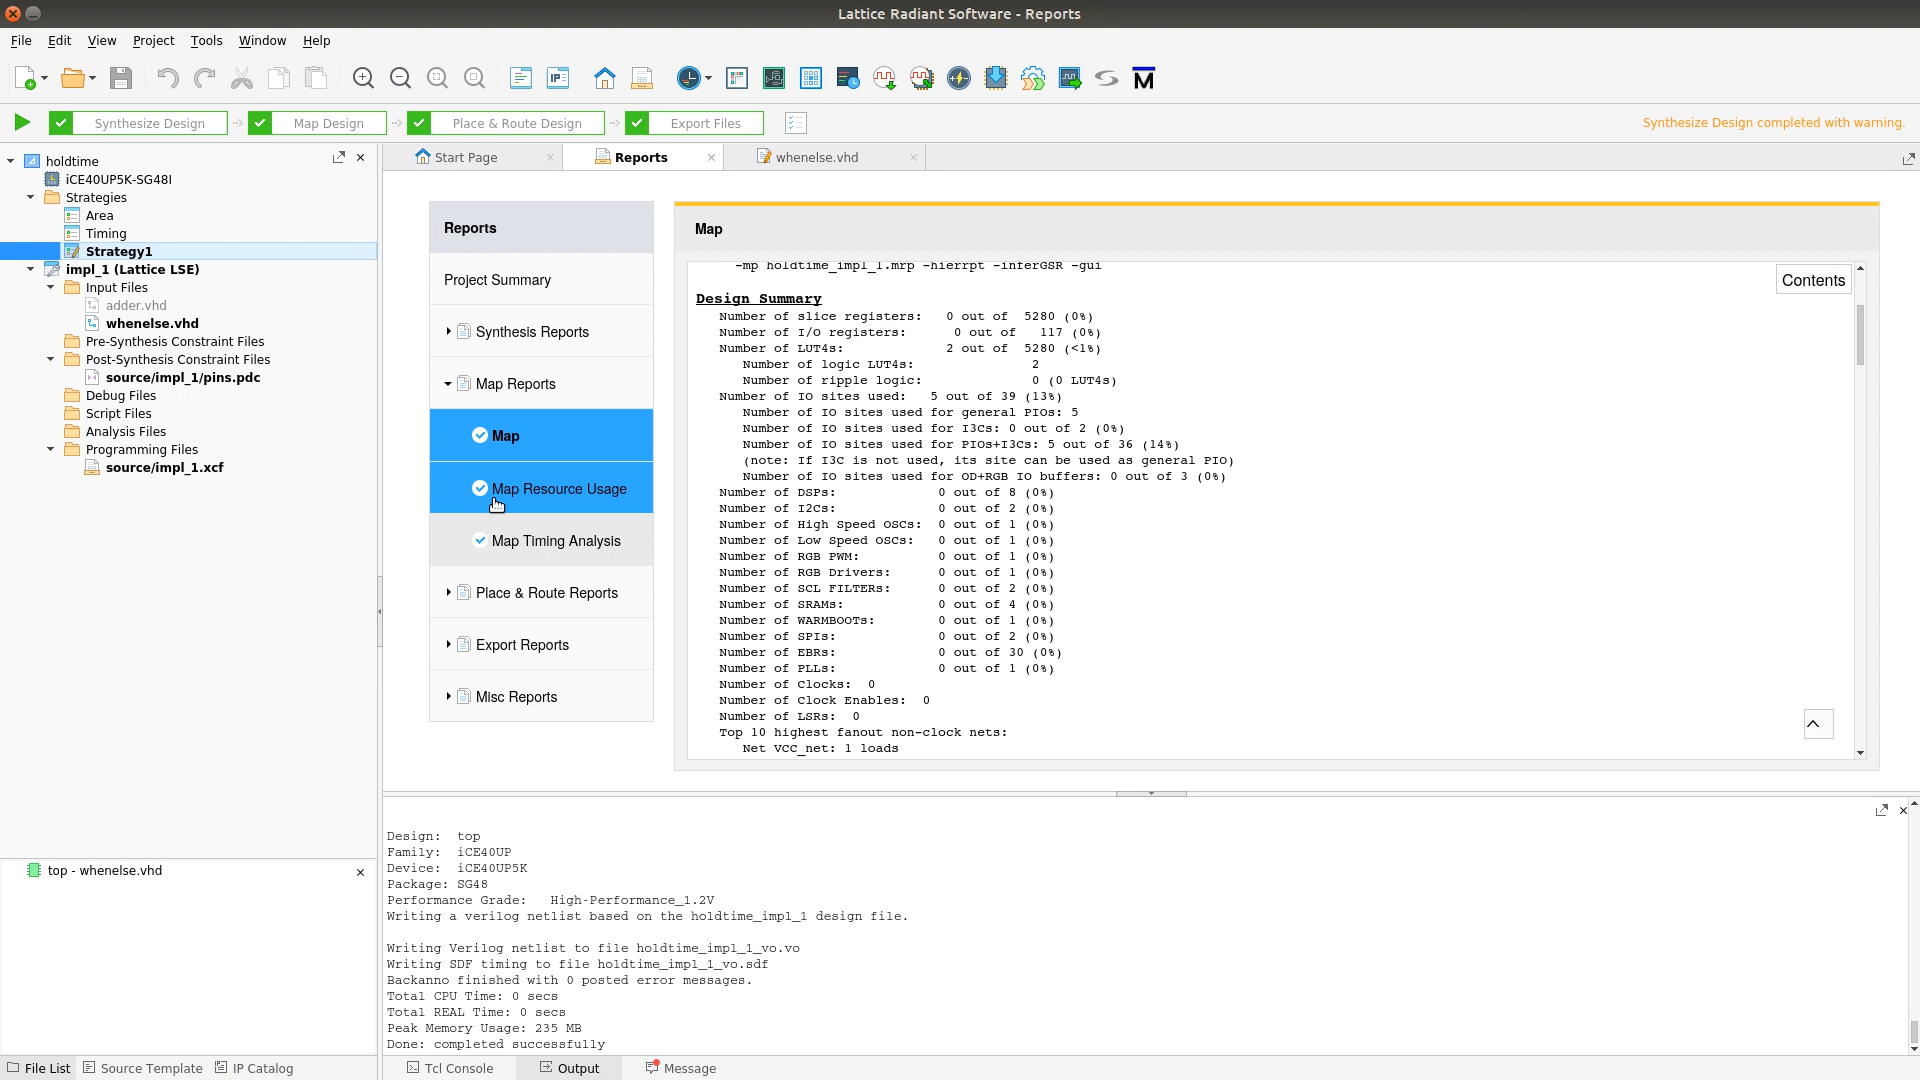 Lattice Radiant Software - Reports
File Edit View Project Tools Window Help
Synthesize Design Map Design Place & Route Design Export Files
Synthesize Design completed with warning.
holdtime
iCE40UP5K-SG48I
Strategies
Area
Timing
Strategy1
impl_1 (Lattice LSE)
Input Files
adder.vhd
whenelse.vhd
Pre-Synthesis Constraint Files
Post-Synthesis Constraint Files
source/impl_1/pins.pdc
Debug Files
Script Files
Analysis Files
Programming Files
source/impl_1.xcf
top - whenelse.vhd
File List Source Template IP Catalog
Start Page Reports whenelse.vhd
Reports
Project Summary
Synthesis Reports
Map Reports
Map
Map Resource Usage
Map Timing Analysis
Place & Route Reports
Export Reports
Misc Reports
Map
Contents
-mp holdtime_impl_1.mrp -hierrpt -inferGSR -gui
Design Summary
Number of slice registers: 0 out of 5280 (0%)
Number of I/O registers: 0 out of 117 (0%)
Number of LUT4s: 2 out of 5280 (<1%)
Number of logic LUT4s: 2
Number of ripple logic: 0 (0 LUT4s)
Number of IO sites used: 5 out of 39 (13%)
Number of IO sites used for general PIOs: 5
Number of IO sites used for I3Cs: 0 out of 2 (0%)
Number of IO sites used for PIOs+I3Cs: 5 out of 36 (14%)
(note: If I3C is not used, its site can be used as general PIO)
Number of IO sites used for OD+RGB IO buffers: 0 out of 3 (0%)
Number of DSPs: 0 out of 8 (0%)
Number of I2Cs: 0 out of 2 (0%)
Number of High Speed OSCs: 0 out of 1 (0%)
Number of Low Speed OSCs: 0 out of 1 (0%)
Number of RGB PWM: 0 out of 1 (0%)
Number of RGB Drivers: 0 out of 1 (0%)
Number of SCL FILTERs: 0 out of 2 (0%)
Number of SRAMs: 0 out of 4 (0%)
Number of WARMBOOTs: 0 out of 1 (0%)
Number of SPIs: 0 out of 2 (0%)
Number of EBRs: 0 out of 30 (0%)
Number of PLLs: 0 out of 1 (0%)
Number of Clocks: 0
Number of Clock Enables: 0
Number of LSRs: 0
Top 10 highest fanout non-clock nets:
Net VCC_net: 1 loads
Design: top
Family: iCE40UP
Device: iCE40UP5K
Package: SG48
Performance Grade: High-Performance_1.2V
Writing a verilog netlist based on the holdtime_impl_1 design file.
Writing Verilog netlist to file holdtime_impl_1_vo.vo
Writing SDF timing to file holdtime_impl_1_vo.sdf
Backanno finished with 0 posted error messages.
Total CPU Time: 0 secs
Total REAL Time: 0 secs
Peak Memory Usage: 235 MB
Done: completed successfully
Tcl Console Output Message